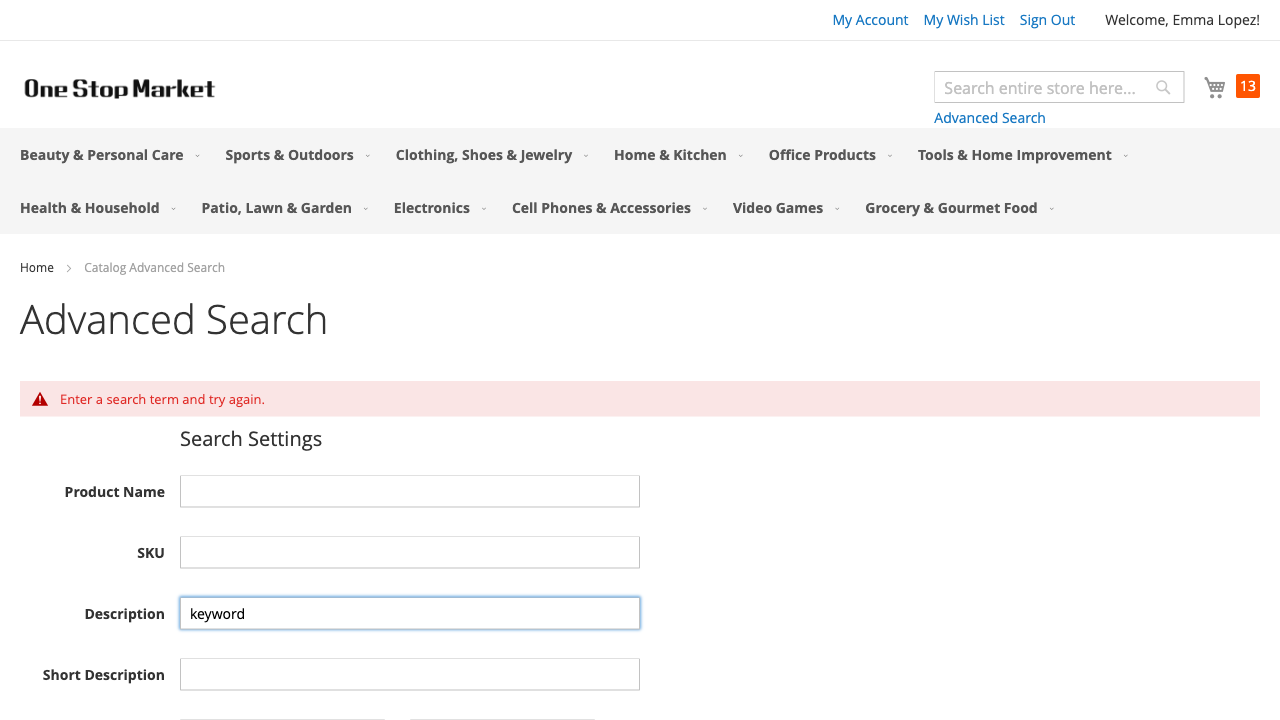 My Account My Wish List Sign Out Welcome, Emma Lopez!
One Stop Market
Search entire store here...
13
Advanced Search
Beauty & Personal Care Sports & Outdoors Clothing, Shoes & Jewelry Home & Kitchen Office Products Tools & Home Improvement
Health & Household Patio, Lawn & Garden Electronics Cell Phones & Accessories Video Games Grocery & Gourmet Food
Home Catalog Advanced Search
Advanced Search
Enter a search term and try again.
Search Settings
Product Name
SKU
Description keyword
Short Description